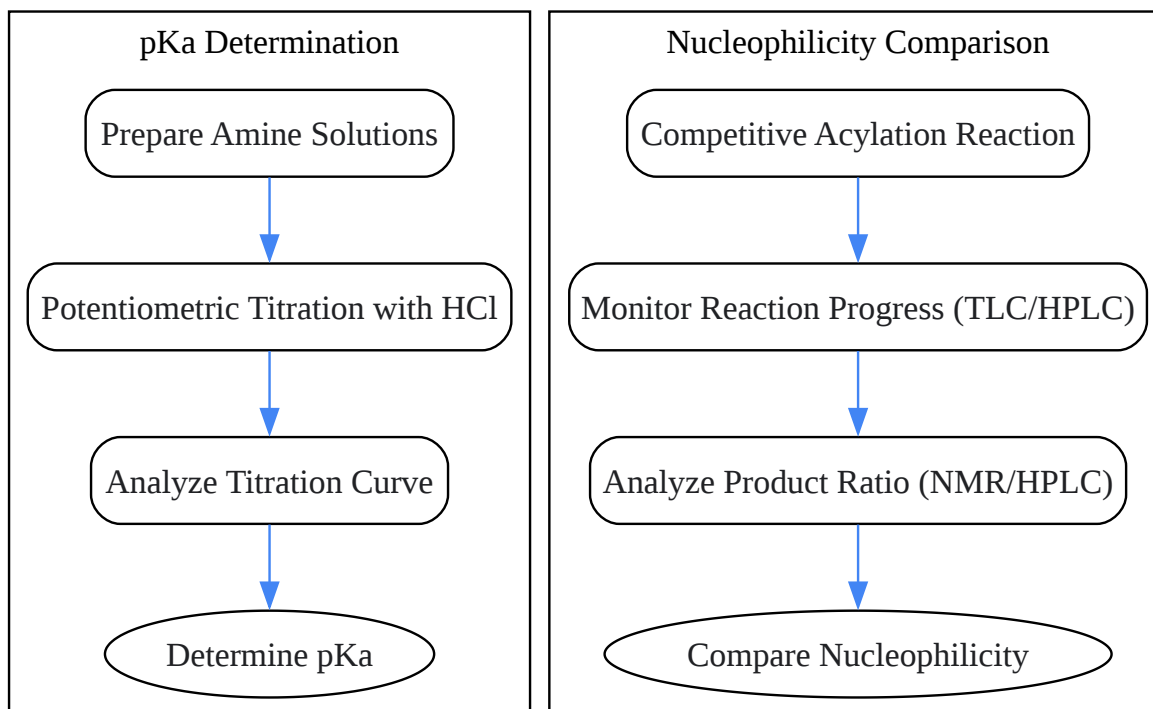 pKa Determination
Prepare Amine Solutions
Potentiometric Titration with HCl
Analyze Titration Curve
Determine pKa
Nucleophilicity Comparison
Competitive Acylation Reaction
Monitor Reaction Progress (TLC/HPLC)
Analyze Product Ratio (NMR/HPLC)
Compare Nucleophilicity